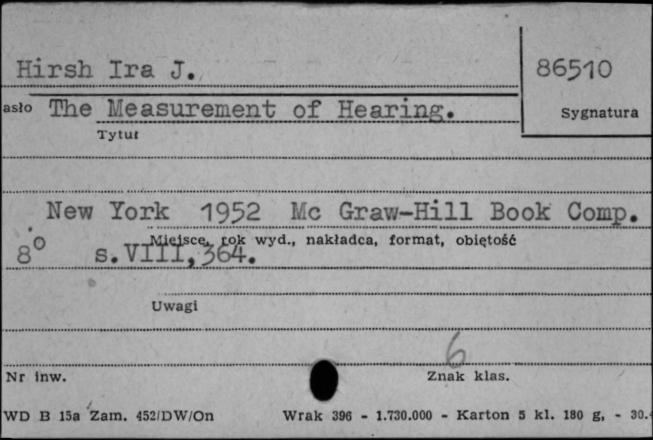 Hirsh Ira J.
86510
asło The Measurement of Hearing.
Sygnatura
Tytuł
New York 1952 Mc Graw-Hill Book Comp.
Miejsce, rok wyd., nakładca, format, objętość
8° s.VIII,364.
Uwagi
6
Nr inw.
Znak klas.
WD B 15a Zam. 452/DW/On Wrak 396 - 1.730.000 - Karton 5 kl. 180 g, - 30.